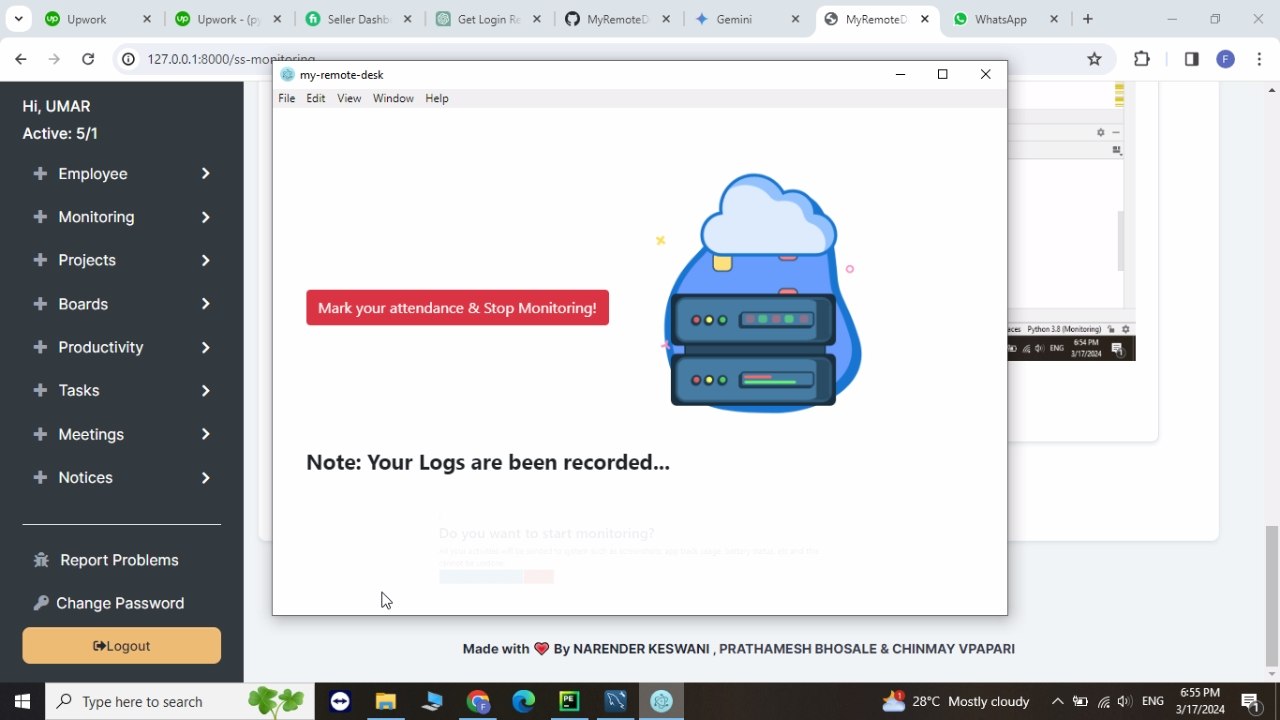 Upwork
Upwork - (py
Seller Dashb
Get Login Re
MyRemoteD
Gemini
MyRemoteD
WhatsApp
127.0.0.1:8000/ss-monitoring
F
my-remote-desk
File Edit View Window Help
Hi, UMAR
Active: 5/1
Employee
Monitoring
Projects
Boards
Productivity
Tasks
Meetings
Notices
Report Problems
Change Password
Logout
Mark your attendance & Stop Monitoring!
Note: Your Logs are been recorded...
Do you want to start monitoring?
aces Python 3.8 (Monitoring)
ENG
6:54 PM
3/17/2024
Made with ❤ By NARENDER KESWANI , PRATHAMESH BHOSALE & CHINMAY VPAPARI
Type here to search
28°C Mostly cloudy
ENG
6:55 PM
3/17/2024